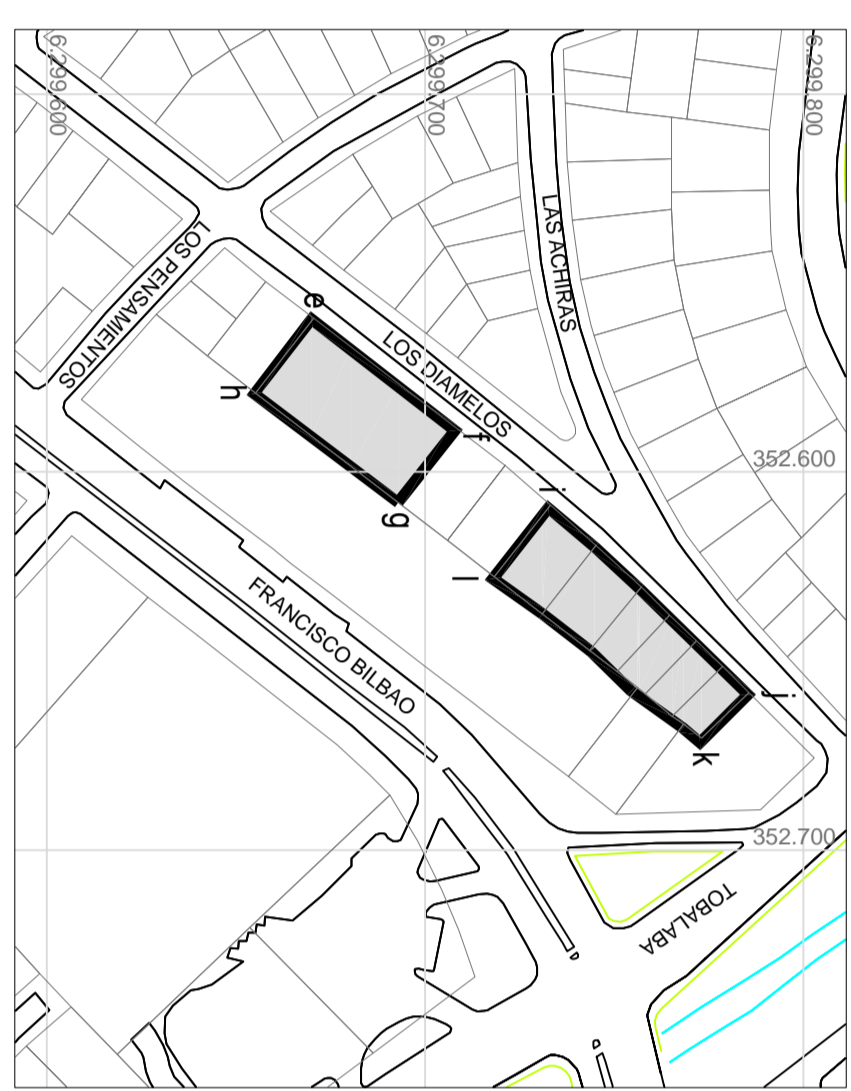 6.299.600
6.299.700
6.299.800
LAS ACHIRAS
LOS PENSAMIENTOS
e
LOS DIAMELOS
h
f
352.600
i
g
l
FRANCISCO BILBAO
j
k
352.700
TOBALABA